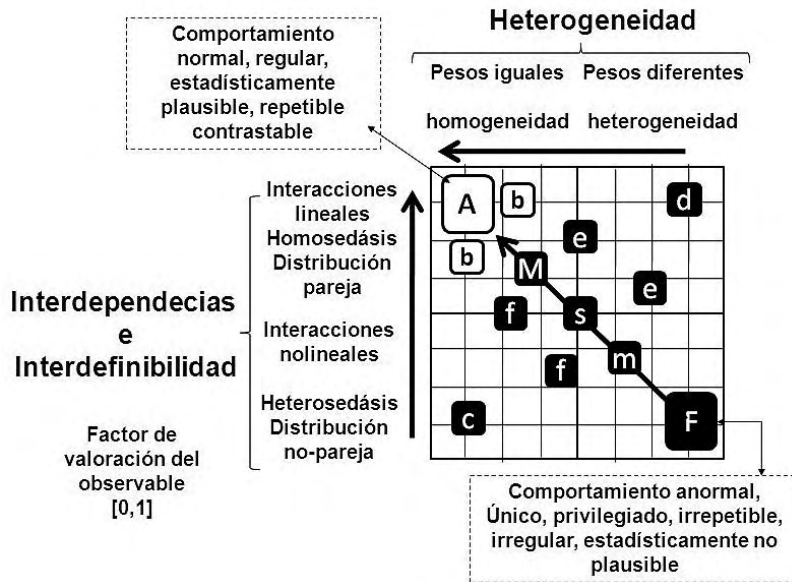 Comportamiento
normal, regular,
estadísticamente
plausible, repetible
contrastable
Heterogeneidad
Pesos iguales
Pesos diferentes
homogeneidad
heterogeneidad
Interdependecias
e
Interdefinibilidad
Factor de
valoración del
observable
[0,1]
Interacciones
lineales
Homosedásis
Distribución
pareja
Interacciones
nolineales
Heterosedásis
Distribución
no-pareja
A
b
d
b
e
M
e
f
s
f
m
c
F
Comportamiento anormal,
Único, privilegiado, irrepetible,
irregular, estadísticamente no
plausible